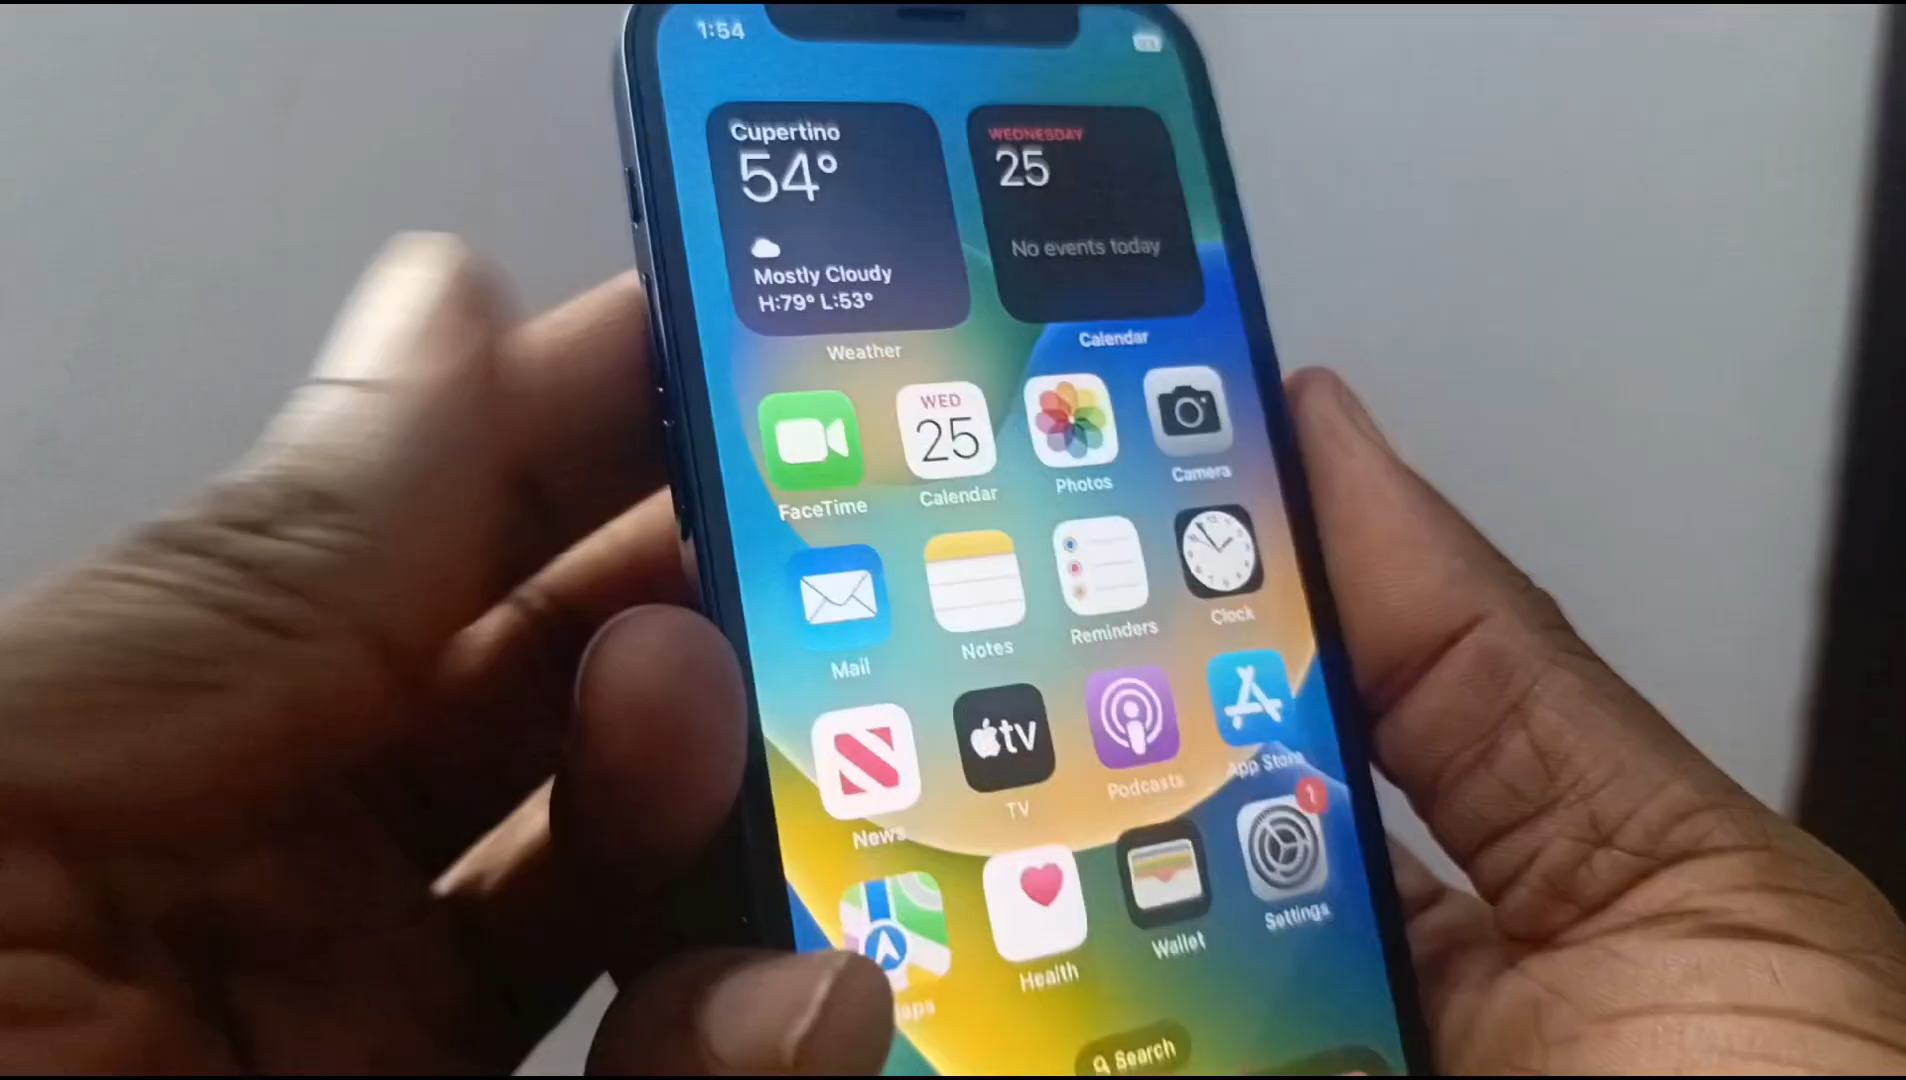 1:54
Cupertino
54°
Mostly Cloudy
H:79° L:53°
Weather
WEDNESDAY
25
No events today
Calendar
FaceTime
WED
25
Calendar
Photos
Camera
Mail
Notes
Reminders
Clock
News
tv
TV
Podcasts
App Store
1
Maps
Health
Wallet
Settings
Search